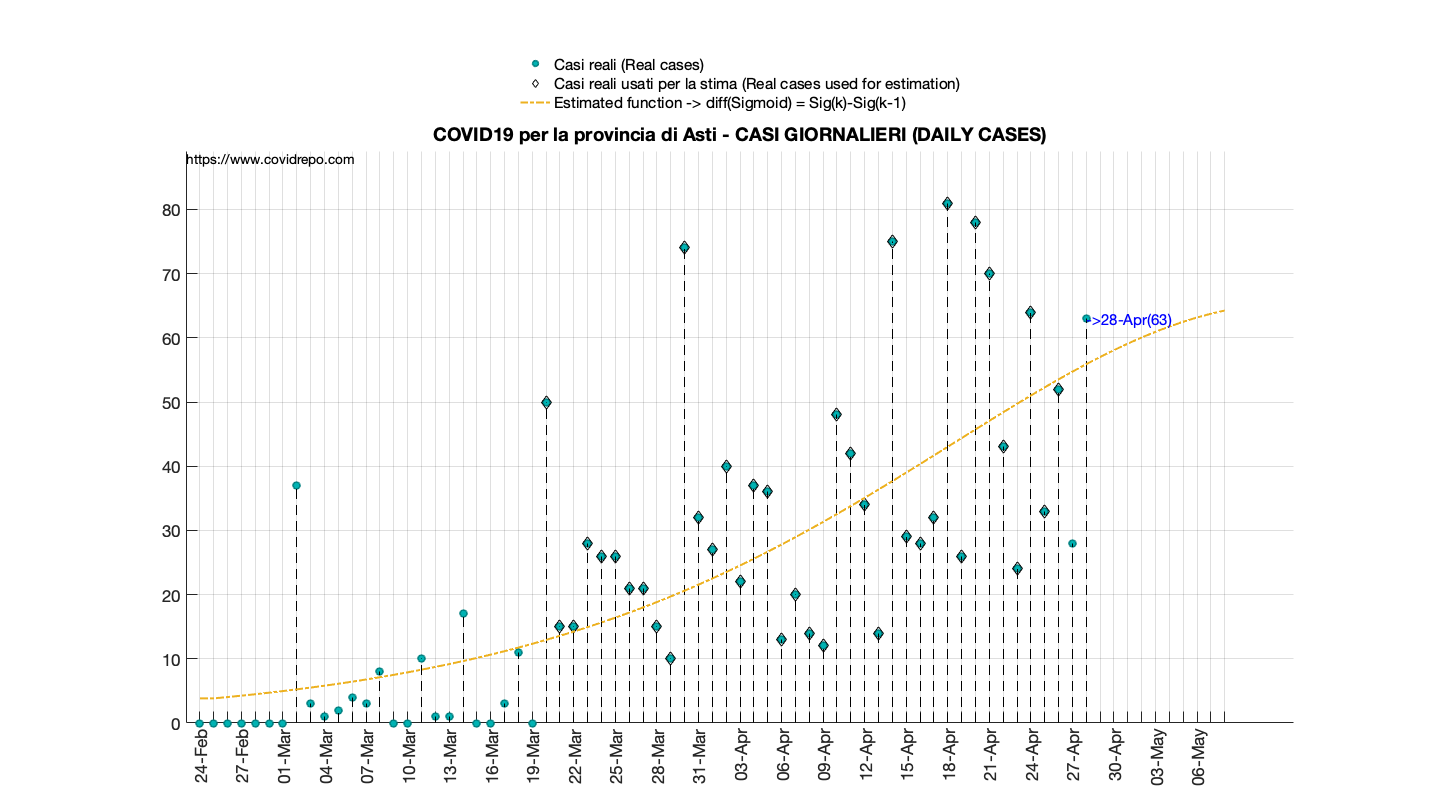 Casi reali (Real cases)
Casi reali usati per la stima (Real cases used for estimation)
Estimated function -> diff(Sigmoid) = Sig(k)-Sig(k-1)
COVID19 per la provincia di Asti - CASI GIORNALIERI (DAILY CASES)
https://www.covidrepo.com
80
70
60
50
40
30
20
10
0
->28-Apr(63)
24-Feb
27-Feb
01-Mar
04-Mar
07-Mar
10-Mar
13-Mar
16-Mar
19-Mar
22-Mar
25-Mar
28-Mar
31-Mar
03-Apr
06-Apr
09-Apr
12-Apr
15-Apr
18-Apr
21-Apr
24-Apr
27-Apr
30-Apr
03-May
06-May